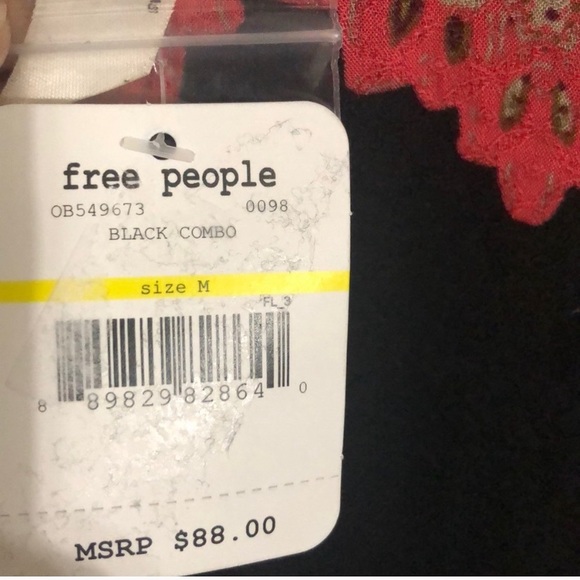 free people
OB549673 0098
BLACK COMBO
size M
FL_3
8 89829 82864 0
MSRP $88.00